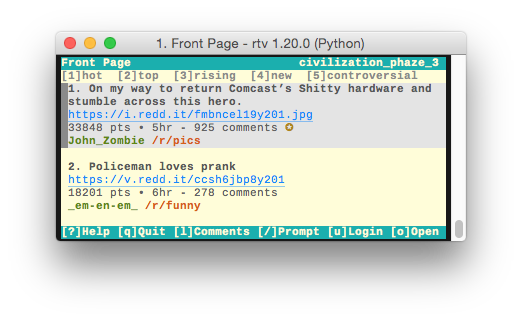 1. Front Page - rtv 1.20.0 (Python)
Front Page civilization_phaze_3
[1]hot [2]top [3]rising [4]new [5]controversial
1. On my way to return Comcast’s Shitty hardware and
stumble across this hero.
https://i.redd.it/fmbncel19y201.jpg
33848 pts • 5hr - 925 comments ✪
John_Zombie /r/pics
2. Policeman loves prank
https://v.redd.it/ccsh6jbp8y201
18201 pts • 6hr - 278 comments
_em-en-em_ /r/funny
[?]Help [q]Quit [l]Comments [/]Prompt [u]Login [o]Open